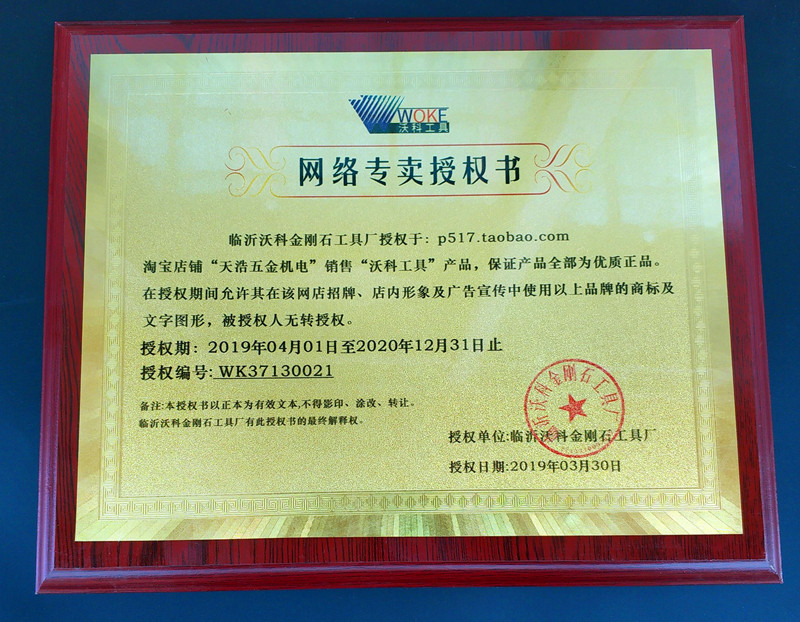 WOKE
沃科工具
网络专卖授权书
临沂沃科金刚石工具厂授权于：p517.taobao.com
淘宝店铺“天浩五金机电”销售“沃科工具”产品，保证产品全部为优质正品。
在授权期间允许其在该网店招牌、店内形象及广告宣传中使用以上品牌的商标及
文字图形，被授权人无转授权。
授权期：2019年04月01日至2020年12月31日止
授权编号:WK37130021
备注:本授权书以正本为有效文本,不得影印、涂改、转让。
临沂沃科金刚石工具厂有此授权书的最终解释权。
临沂沃科金刚石工具厂
授权单位:临沂沃科金刚石工具厂
授权日期:2019年03月30日